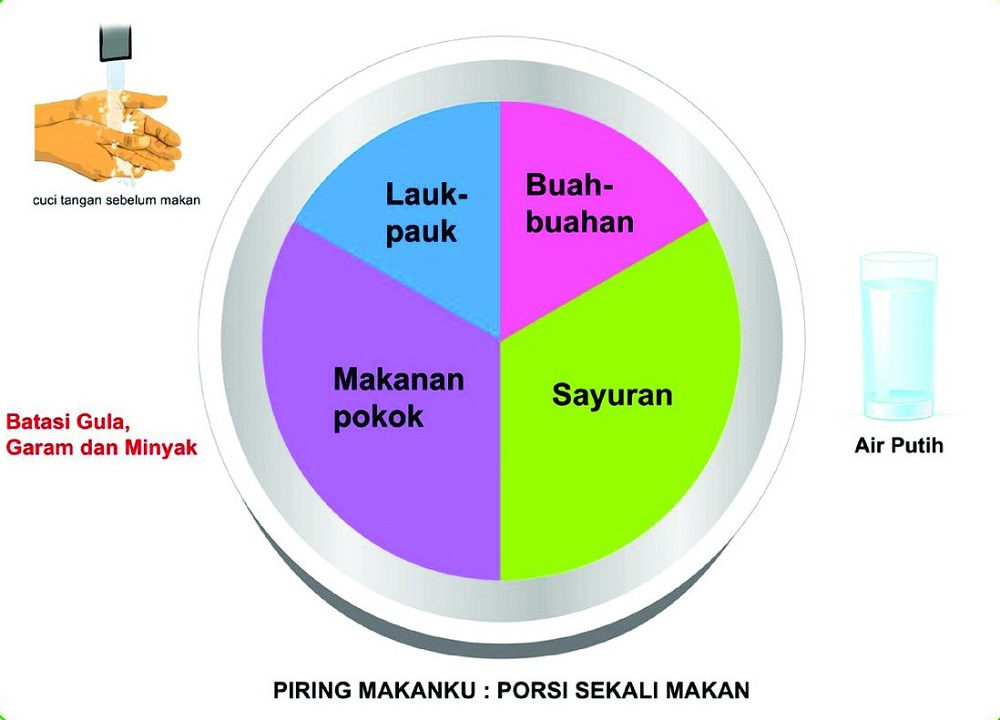 cuci tangan sebelum makan
Lauk-
pauk
Buah-
buahan
Makanan
pokok
Sayuran
Batasi Gula,
Garam dan Minyak
Air Putih
PIRING MAKANKU : PORSI SEKALI MAKAN